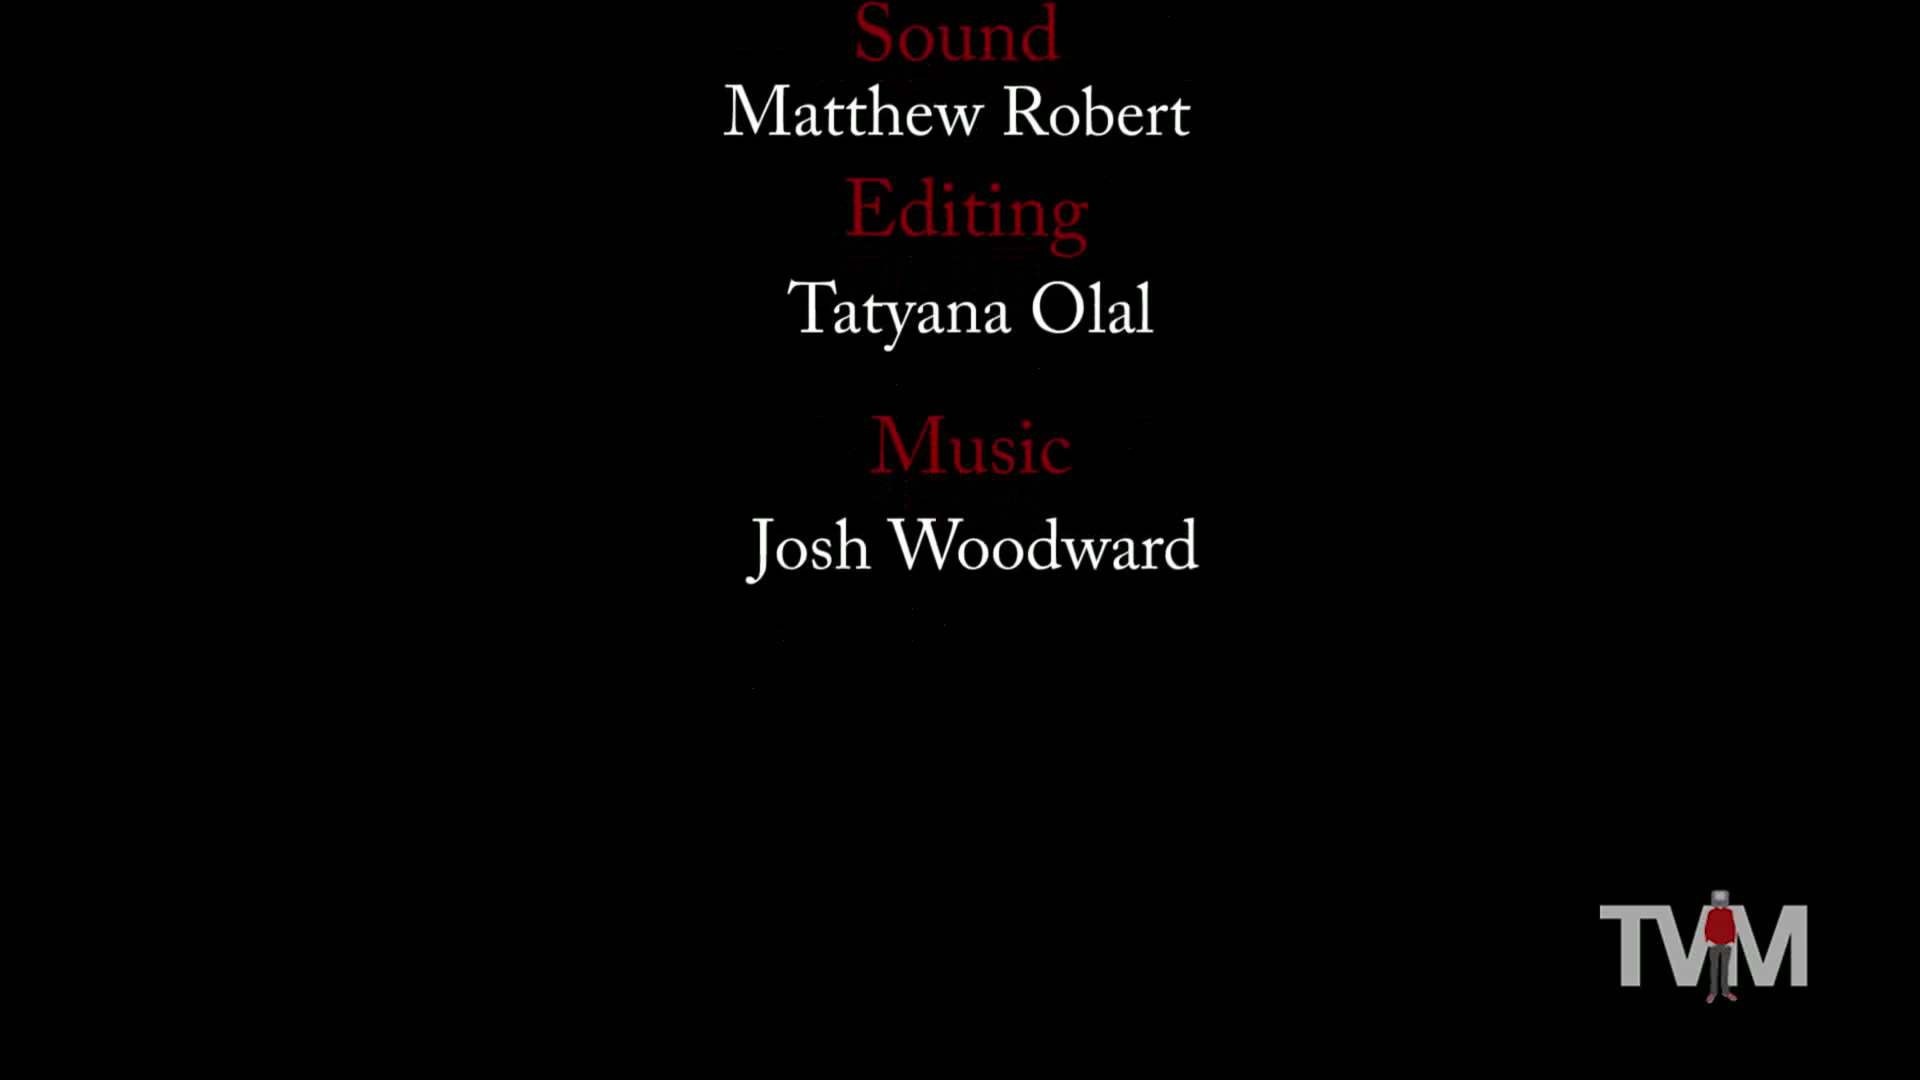 Sound
Matthew Robert
Editing
Tatyana Olal
Music
Josh Woodward
TVM